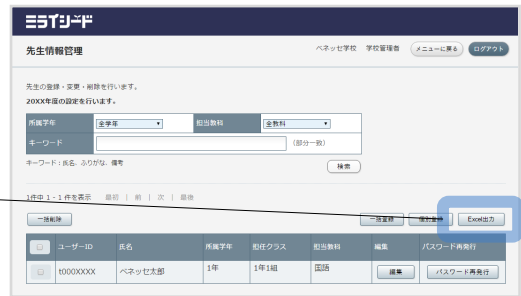 ミライシード
先生情報管理 ベネッセ学校 学校管理者 メニューに戻る ログアウト
先生の登録・変更・削除を行います。
20XX年度の設定を行います。
所属学年 全学年 担当教科 全教科
キーワード (部分一致)
キーワード：氏名、ふりがな、備考
検索
1件中 1 - 1 件を表示 最初 | 前 | 次 | 最後
一括削除 一括登録 個別登録 Excel出力
ユーザーID 氏名 所属学年 担任クラス 担当教科 編集 パスワード再発行
t000XXXX ベネッセ太郎 1年 1年1組 国語 編集 パスワード再発行